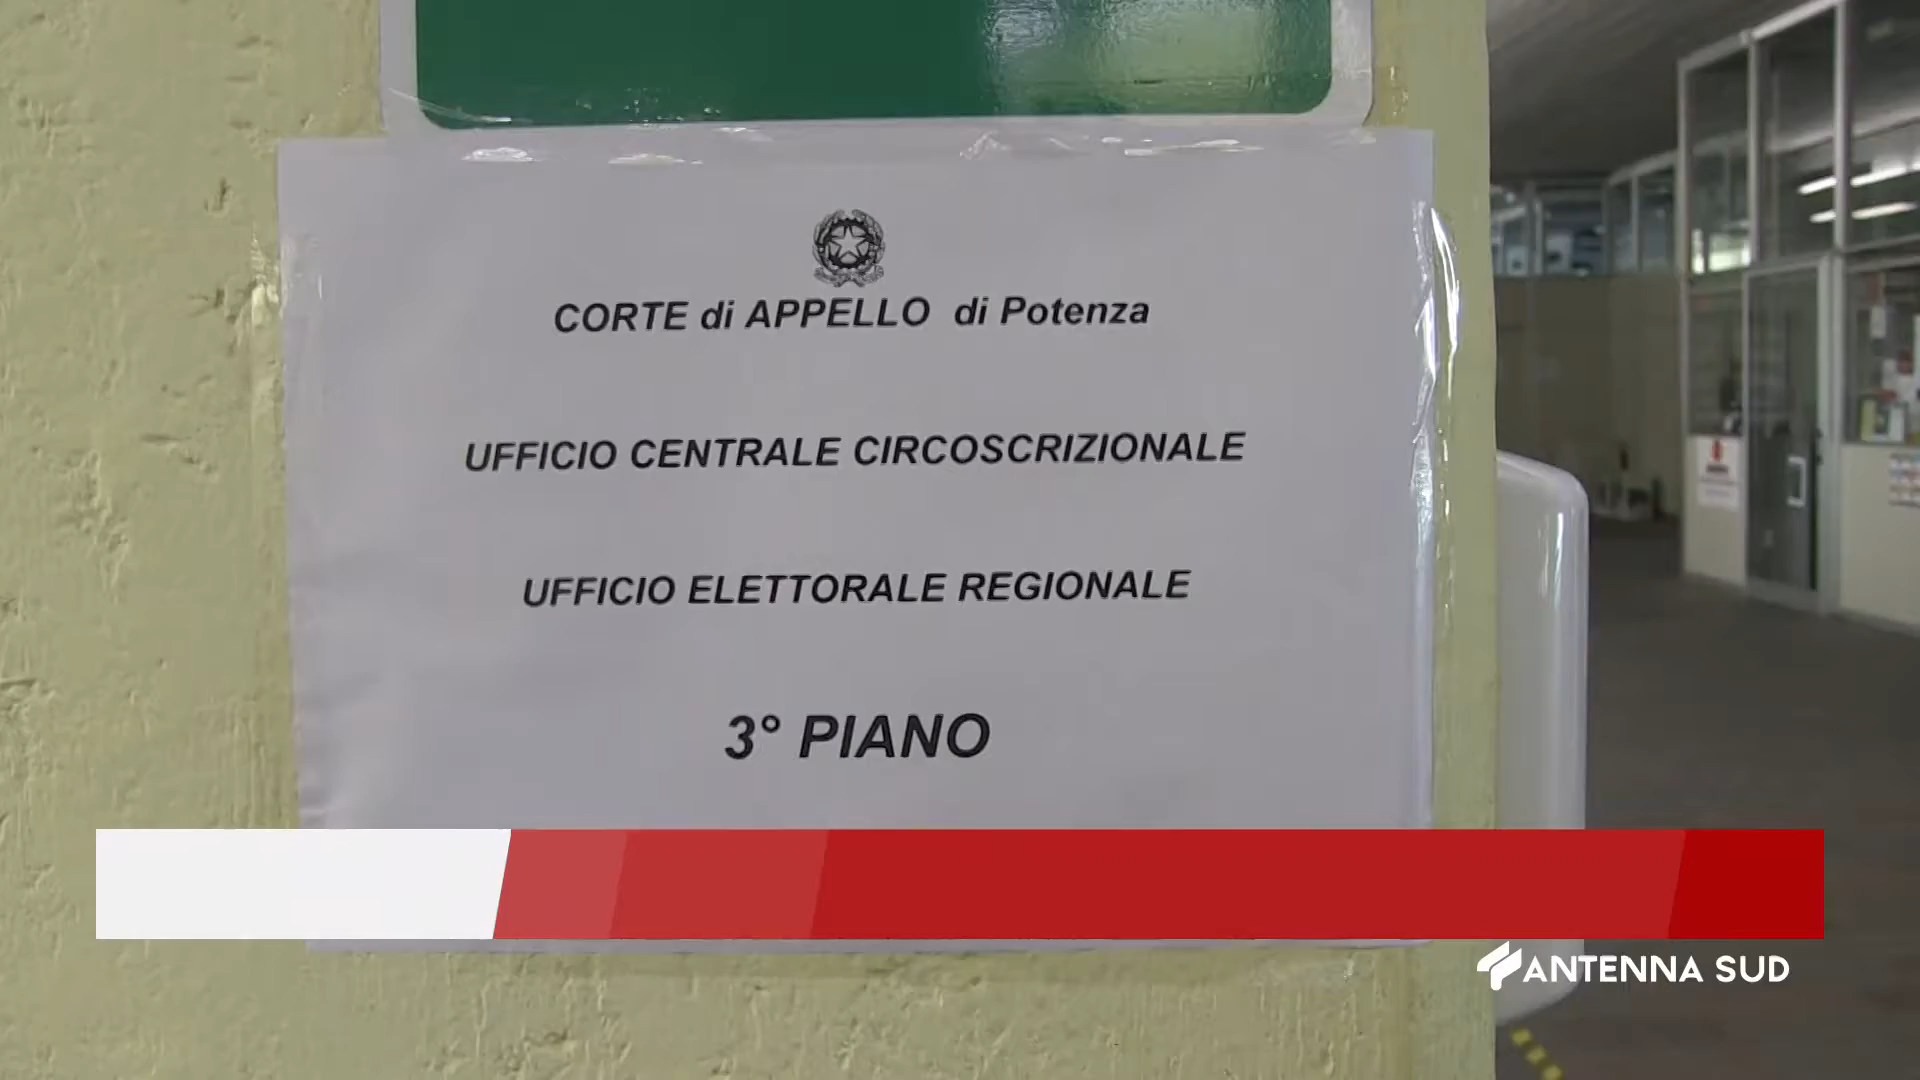 CORTE di APPELLO di Potenza
UFFICIO CENTRALE CIRCOSCRIZIONALE
UFFICIO ELETTORALE REGIONALE
3° PIANO
ANTENNA SUD